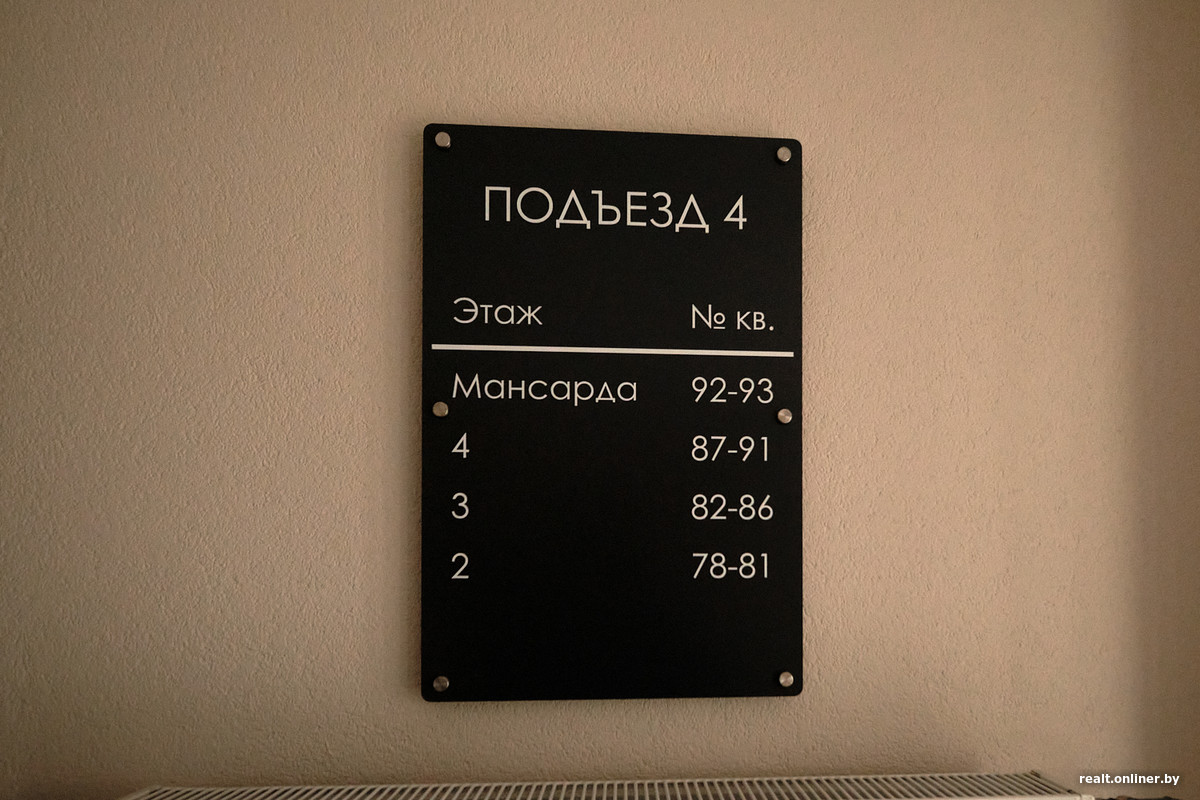 ПОДЪЕЗД 4
Этаж № кв.
Мансарда 92-93
4 87-91
3 82-86
2 78-81
realt.onliner.by